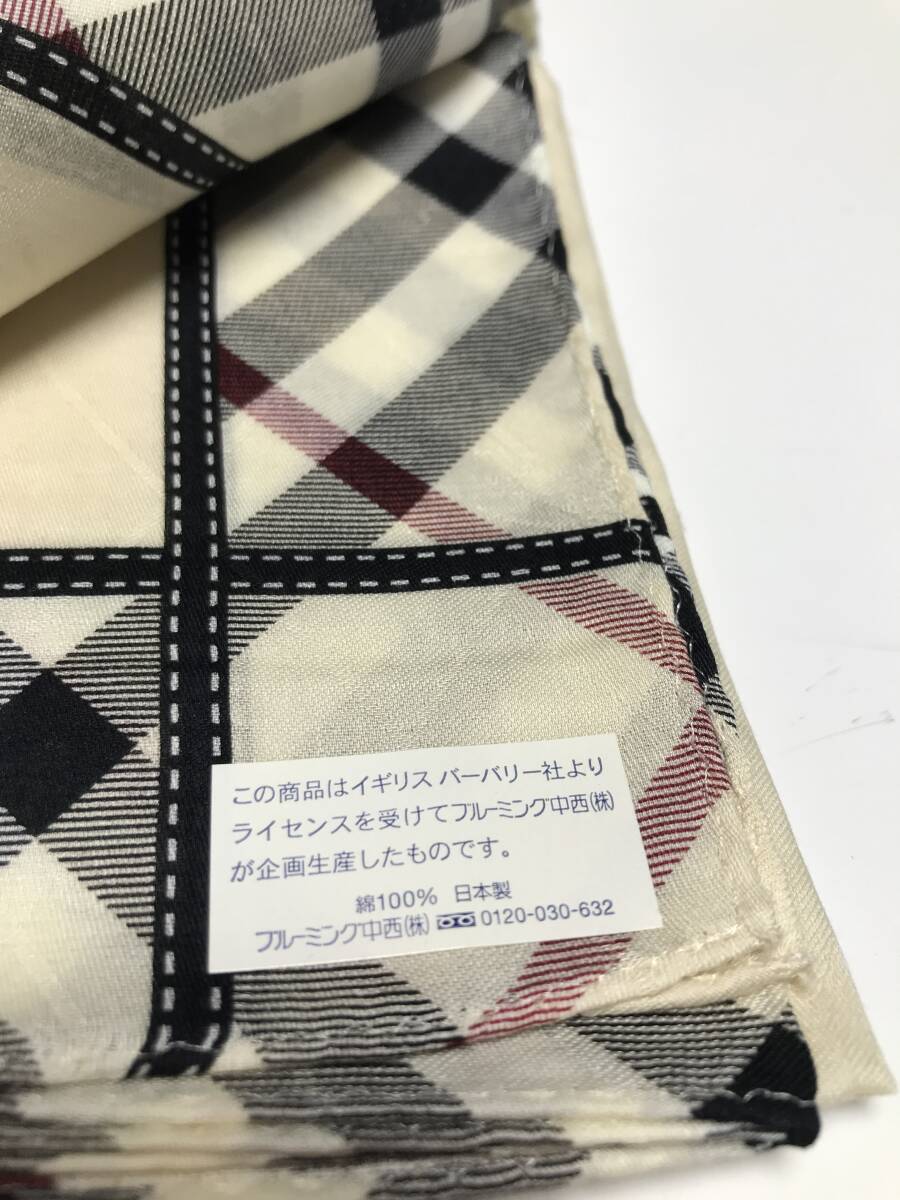 この商品はイギリス バーバリー社より
ライセンスを受けてブルーミング中西(株)
が企画生産したものです。
綿100% 日本製
ブルーミング中西(株) 0120-030-632